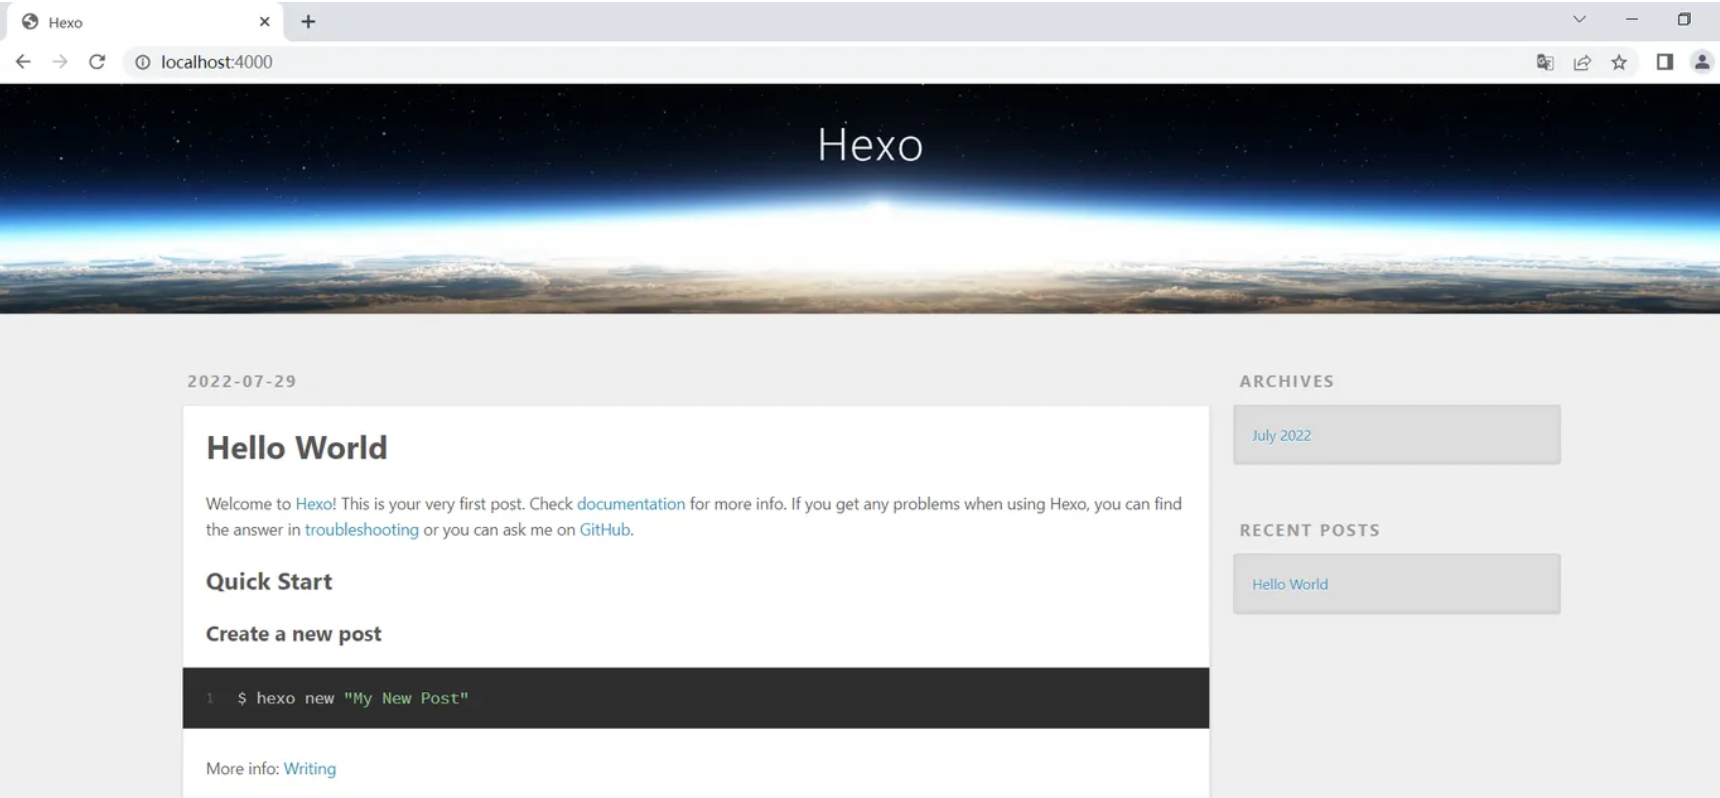 Hexo
localhost:4000
Hexo
2022-07-29
Hello World
Welcome to Hexo! This is your very first post. Check documentation for more info. If you get any problems when using Hexo, you can find
the answer in troubleshooting or you can ask me on GitHub.
Quick Start
Create a new post
1 $ hexo new "My New Post"
More info: Writing
ARCHIVES
July 2022
RECENT POSTS
Hello World